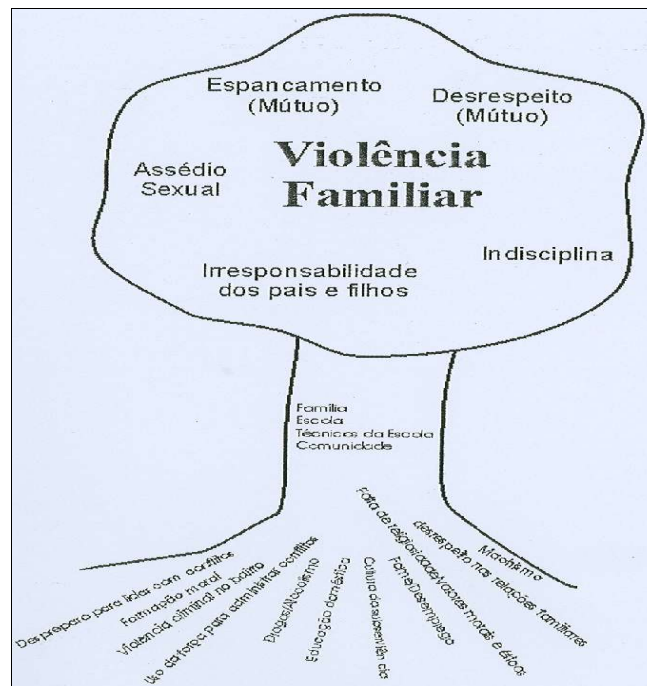 Espancamento
(Mútuo)
Desrespeito
(Mútuo)
Violência
Familiar
Assédio
Sexual
Indisciplina
Irresponsabilidade
dos pais e filhos
Família
Escola
Técnicos da Escola
Comunidade
Despreparo para lidar com conflitos
Formação moral
Violência criminal no bairro
Uso da força para administrar conflitos
Drogas/Alcoolismo
Educação doméstica
Cultura da subserviência
Fome/Desemprego
Falta de religiosidade/Valores morais e éticos
desrespeito nas relações familiares
Machismo